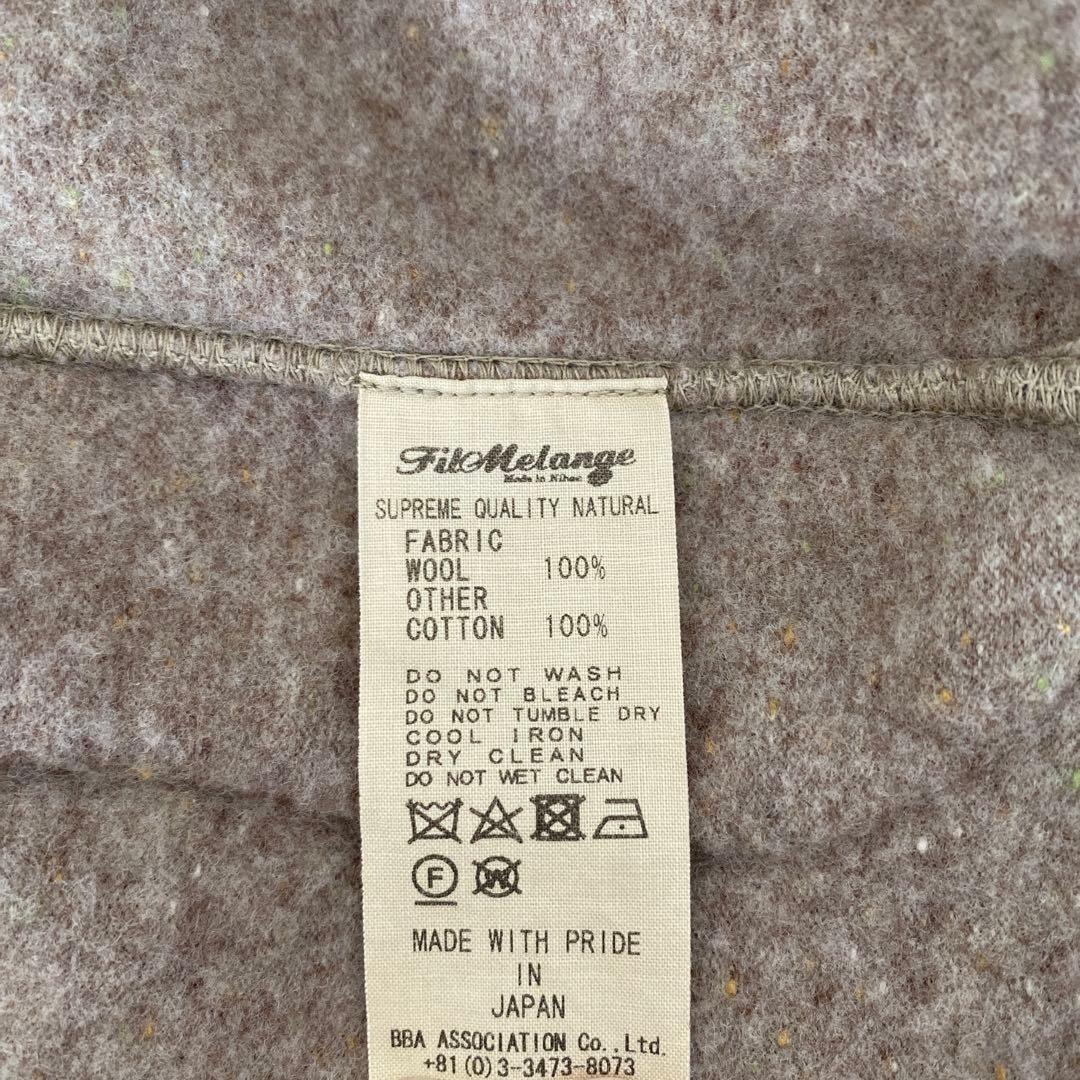 FilMelange
Made in Nihon
SUPREME QUALITY NATURAL
FABRIC
WOOL 100%
OTHER
COTTON 100%
DO NOT WASH
DO NOT BLEACH
DO NOT TUMBLE DRY
COOL IRON
DRY CLEAN
DO NOT WET CLEAN
F W
MADE WITH PRIDE
IN
JAPAN
BBA ASSOCIATION Co.,Ltd.
+81(0)3-3473-8073